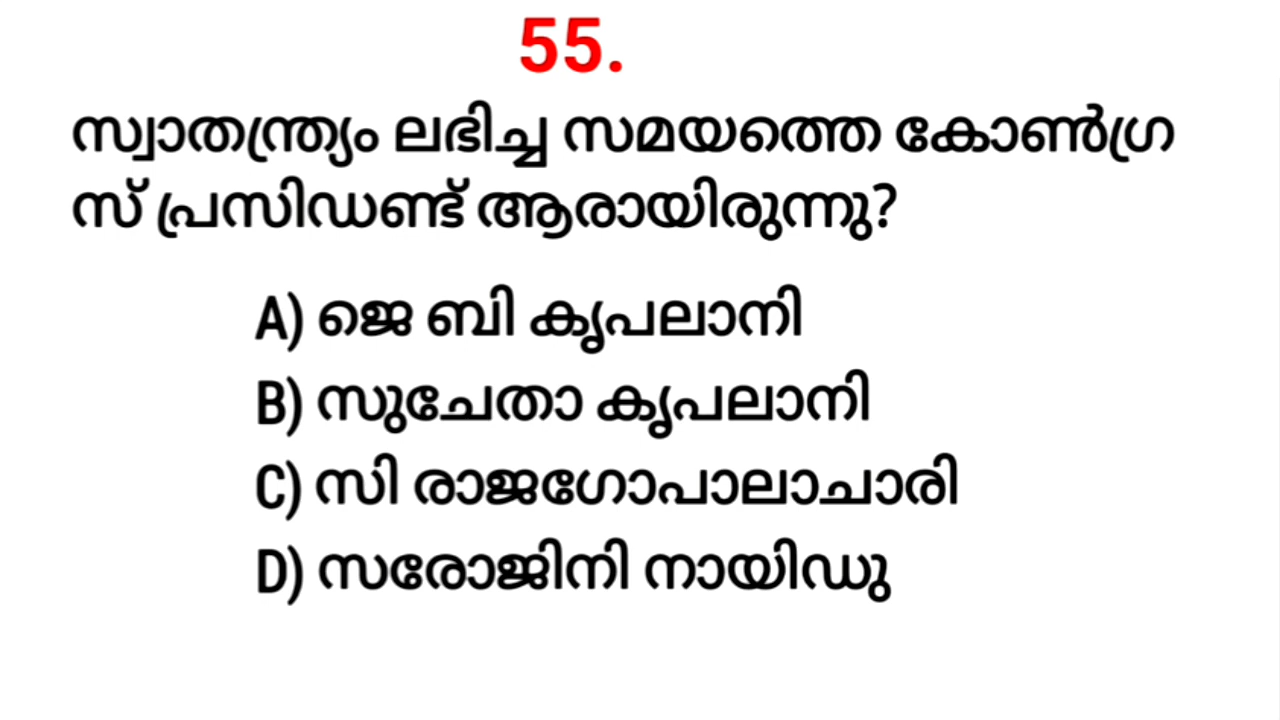 55.
സ്വാതന്ത്ര്യം ലഭിച്ച സമയത്തെ കോൺഗ്ര
സ് പ്രസിഡണ്ട് ആരായിരുന്നു?
A) ജെ ബി കൃപലാനി
B) സുചേതാ കൃപലാനി
C) സി രാജഗോപാലാചാരി
D) സരോജിനി നായിഡു